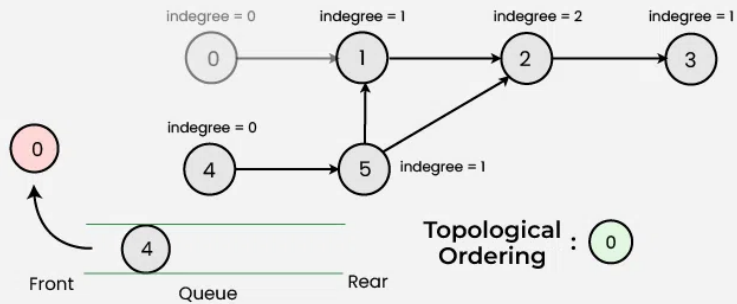 indegree = 0
indegree = 1
indegree = 2
indegree = 1
0
1
2
3
indegree = 0
0
4
5
indegree = 1
4
Topological
Ordering
:
0
Front
Queue
Rear